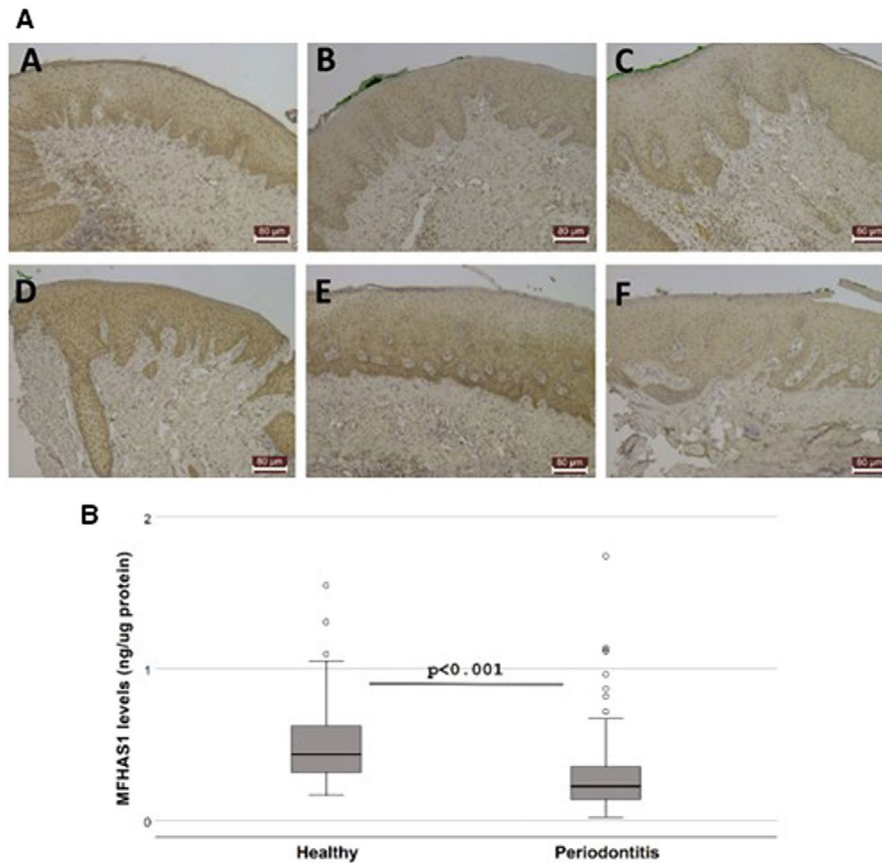 A
A B C
80 µm 80 µm 80 µm
D E F
80 µm 80 µm 80 µm
B
MFHAS1 levels (ng/ug protein)
2
p<0.001
1
0
Healthy Periodontitis